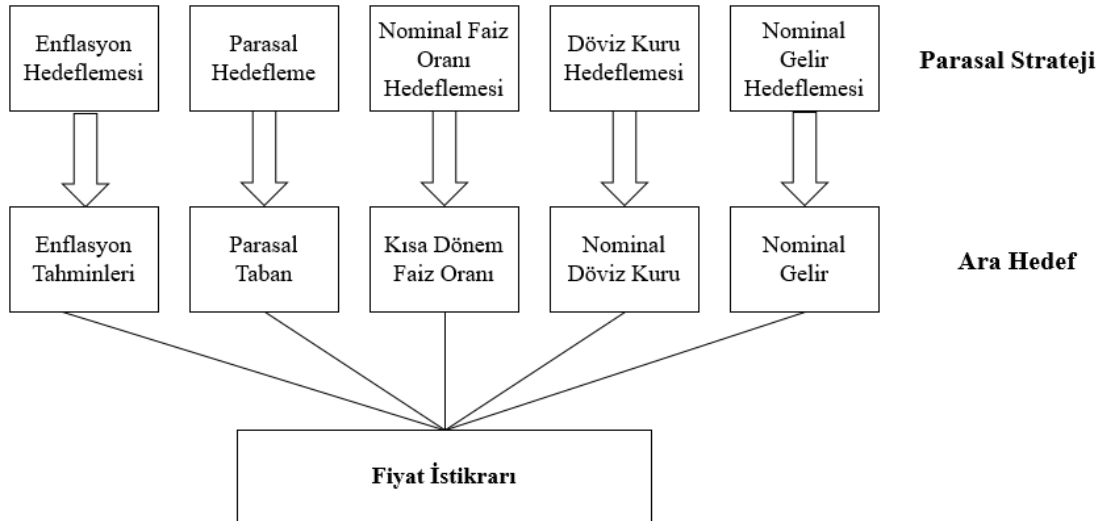 Enflasyon
Hedeflemesi
Parasal
Hedefleme
Nominal Faiz
Oranı
Hedeflemesi
Döviz Kuru
Hedeflemesi
Nominal
Gelir
Hedeflemesi
Parasal Strateji
Enflasyon
Tahminleri
Parasal
Taban
Kısa Dönem
Faiz Oranı
Nominal
Döviz Kuru
Nominal
Gelir
Ara Hedef
Fiyat İstikrarı